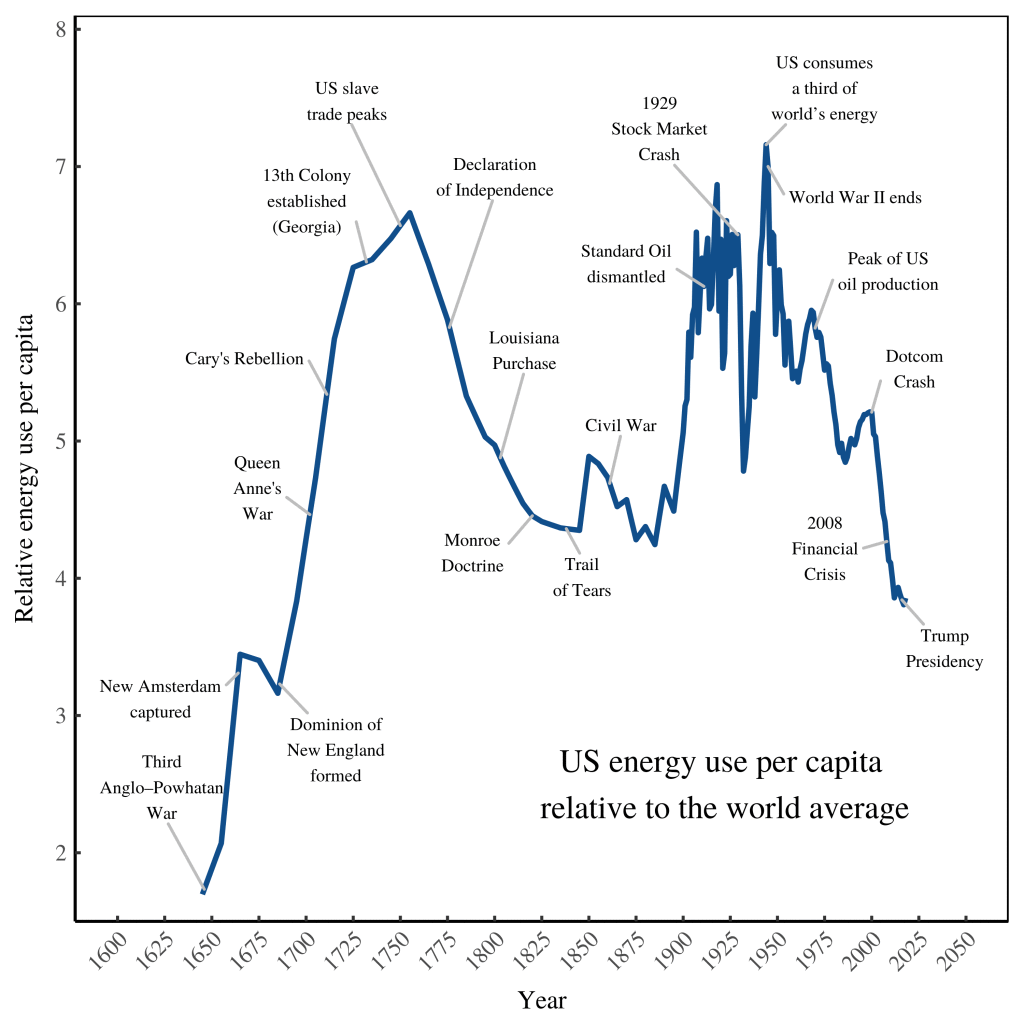 8
7
6
5
4
3
2
Relative energy use per capita
US slave
trade peaks
13th Colony
established
(Georgia)
Declaration
of Independence
1929
Stock Market
Crash
US consumes
a third of
world's energy
World War II ends
Standard Oil
dismantled
Peak of US
oil production
Cary's Rebellion
Louisiana
Purchase
Dotcom
Crash
Civil War
Queen
Anne's
War
Monroe
Doctrine
Trail
of Tears
2008
Financial
Crisis
Trump
Presidency
New Amsterdam
captured
Dominion of
New England
formed
Third
Anglo–Powhatan
War
US energy use per capita
relative to the world average
1600
1625
1650
1675
1700
1725
1750
1775
1800
1825
1850
1875
1900
1925
1950
1975
2000
2025
2050
Year